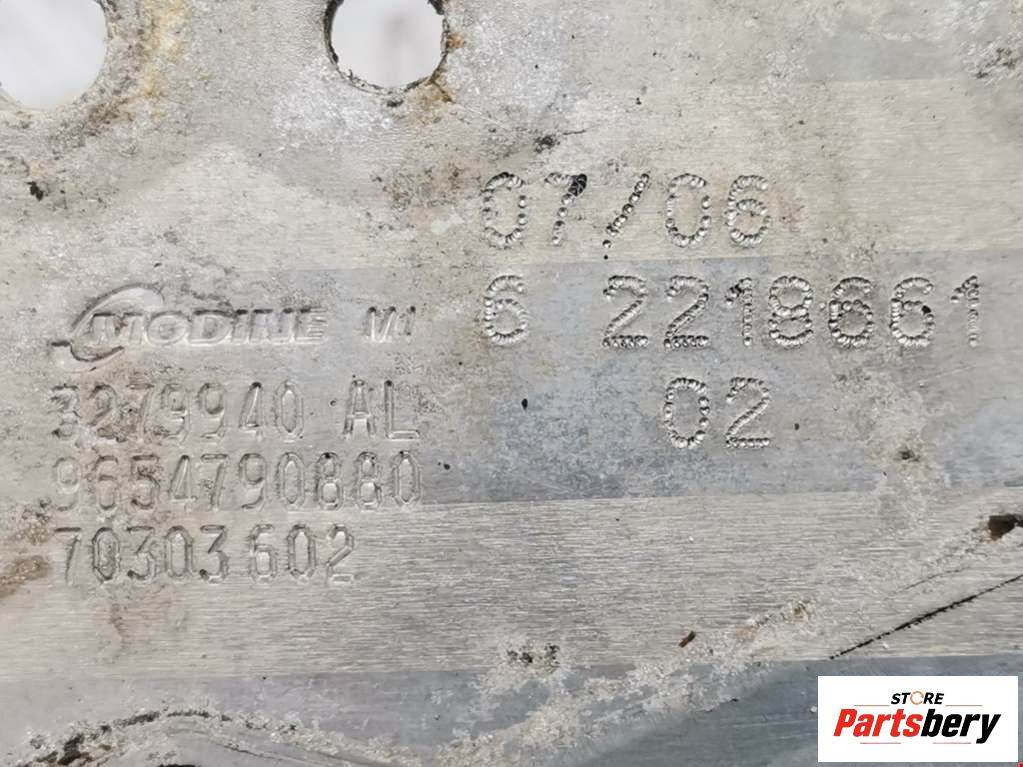 07/06
6 2218661
02
MODINE
3279940 AL
9654790880
70303602
STORE
Partsbery